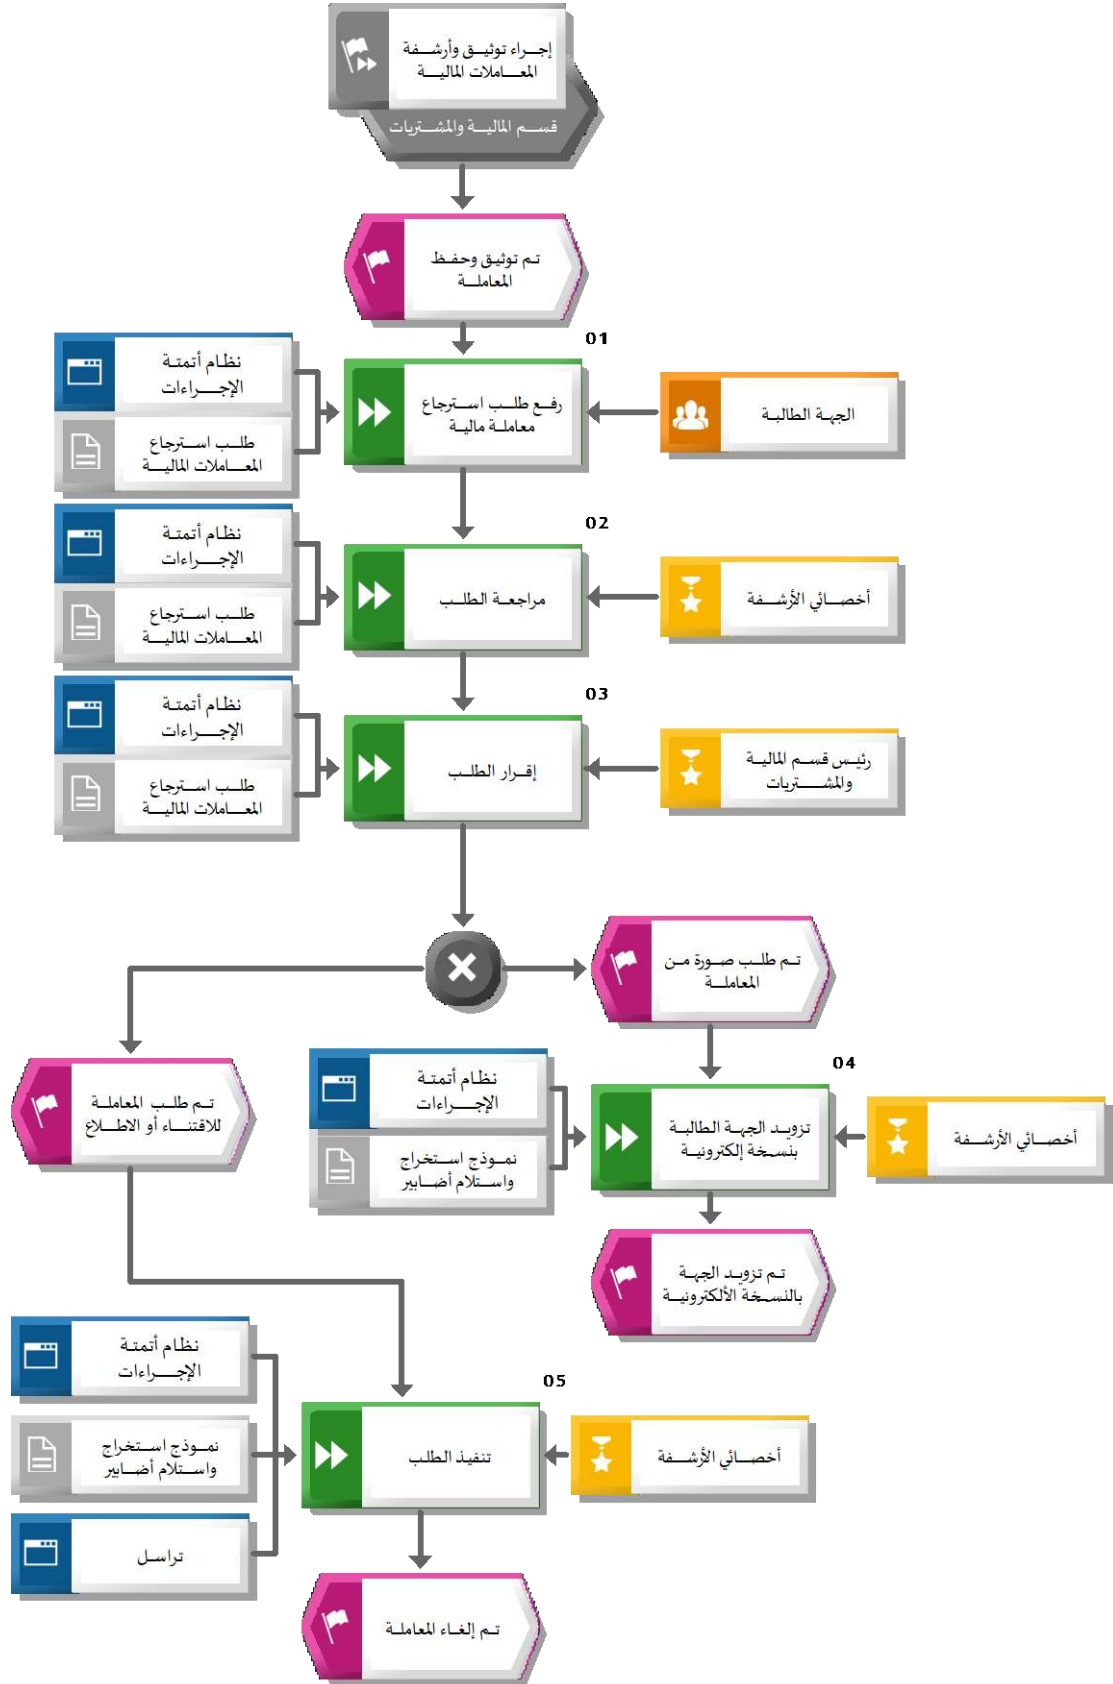 إجراء توثيق وأرشفة
المعاملات المالية
قسم المالية والمشتريات
تم توثيق وحفظ
المعاملة
01
نظام أتمتة
الإجراءات
طلب استرجاع
المعاملات المالية
رفع طلب استرجاع
معاملة مالية
الجهة الطالبة
02
نظام أتمتة
الإجراءات
طلب استرجاع
المعاملات المالية
مراجعة الطلب
أخصائي الأرشفة
03
نظام أتمتة
الإجراءات
طلب استرجاع
المعاملات المالية
إقرار الطلب
رئيس قسم المالية
والمشتريات
تم طلب صورة من
المعاملة
تم طلب المعاملة
للاقتناء أو الاطلاع
04
نظام أتمتة
الإجراءات
نموذج استخراج
واستلام أضابير
تزويد الجهة الطالبة
بنسخة إلكترونية
أخصائي الأرشفة
تم تزويد الجهة
بالنسخة الألكترونية
05
نظام أتمتة
الإجراءات
نموذج استخراج
واستلام أضابير
تراسل
تنفيذ الطلب
أخصائي الأرشفة
تم إلغاء المعاملة